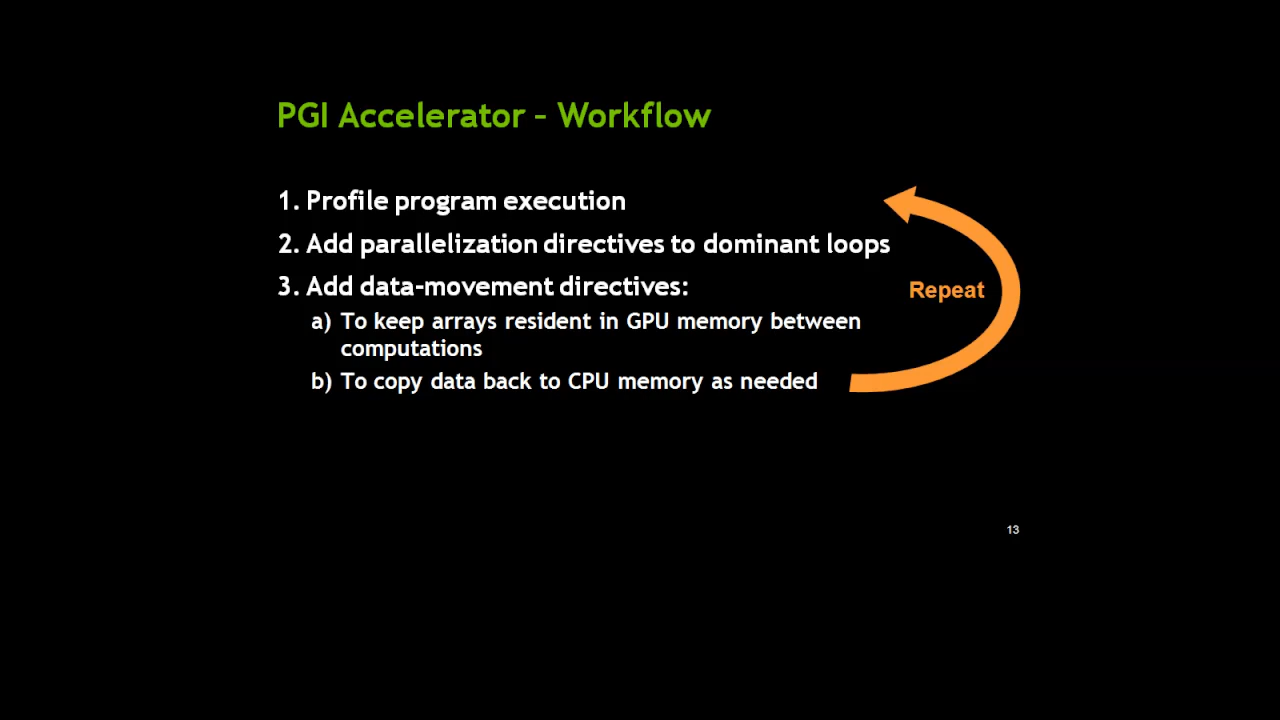 PGI Accelerator – Workflow
1. Profile program execution
2. Add parallelization directives to dominant loops
3. Add data-movement directives:
a) To keep arrays resident in GPU memory between
computations
b) To copy data back to CPU memory as needed
Repeat
13